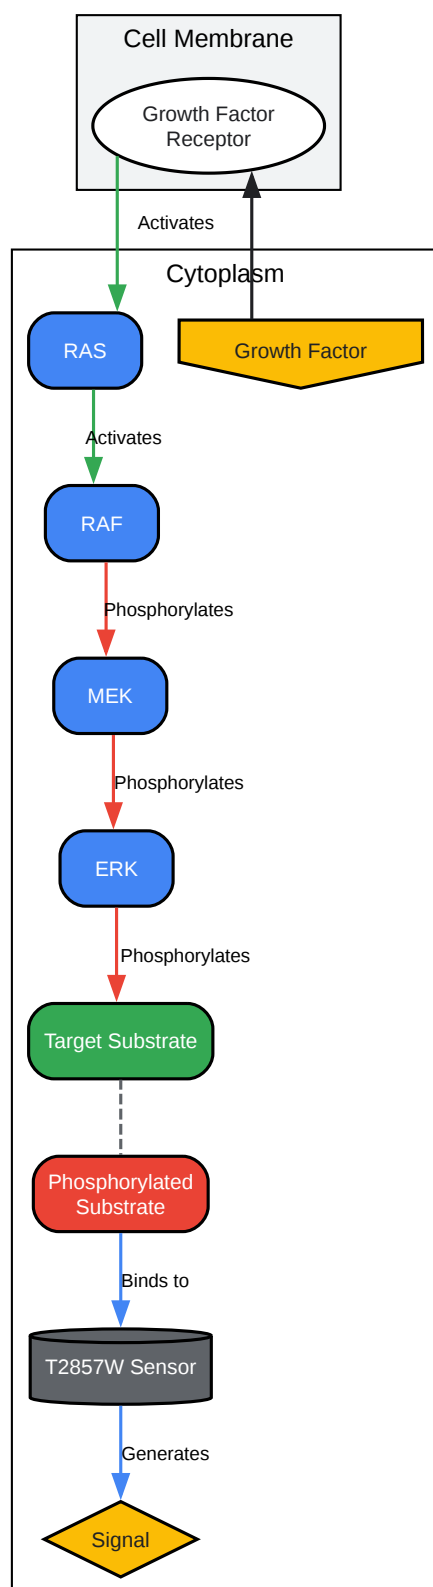 Cell Membrane
Growth Factor
Receptor
Activates
Cytoplasm
RAS
Growth Factor
Activates
RAF
Phosphorylates
MEK
Phosphorylates
ERK
Phosphorylates
Target Substrate
Phosphorylated
Substrate
Binds to
T2857W Sensor
Generates
Signal